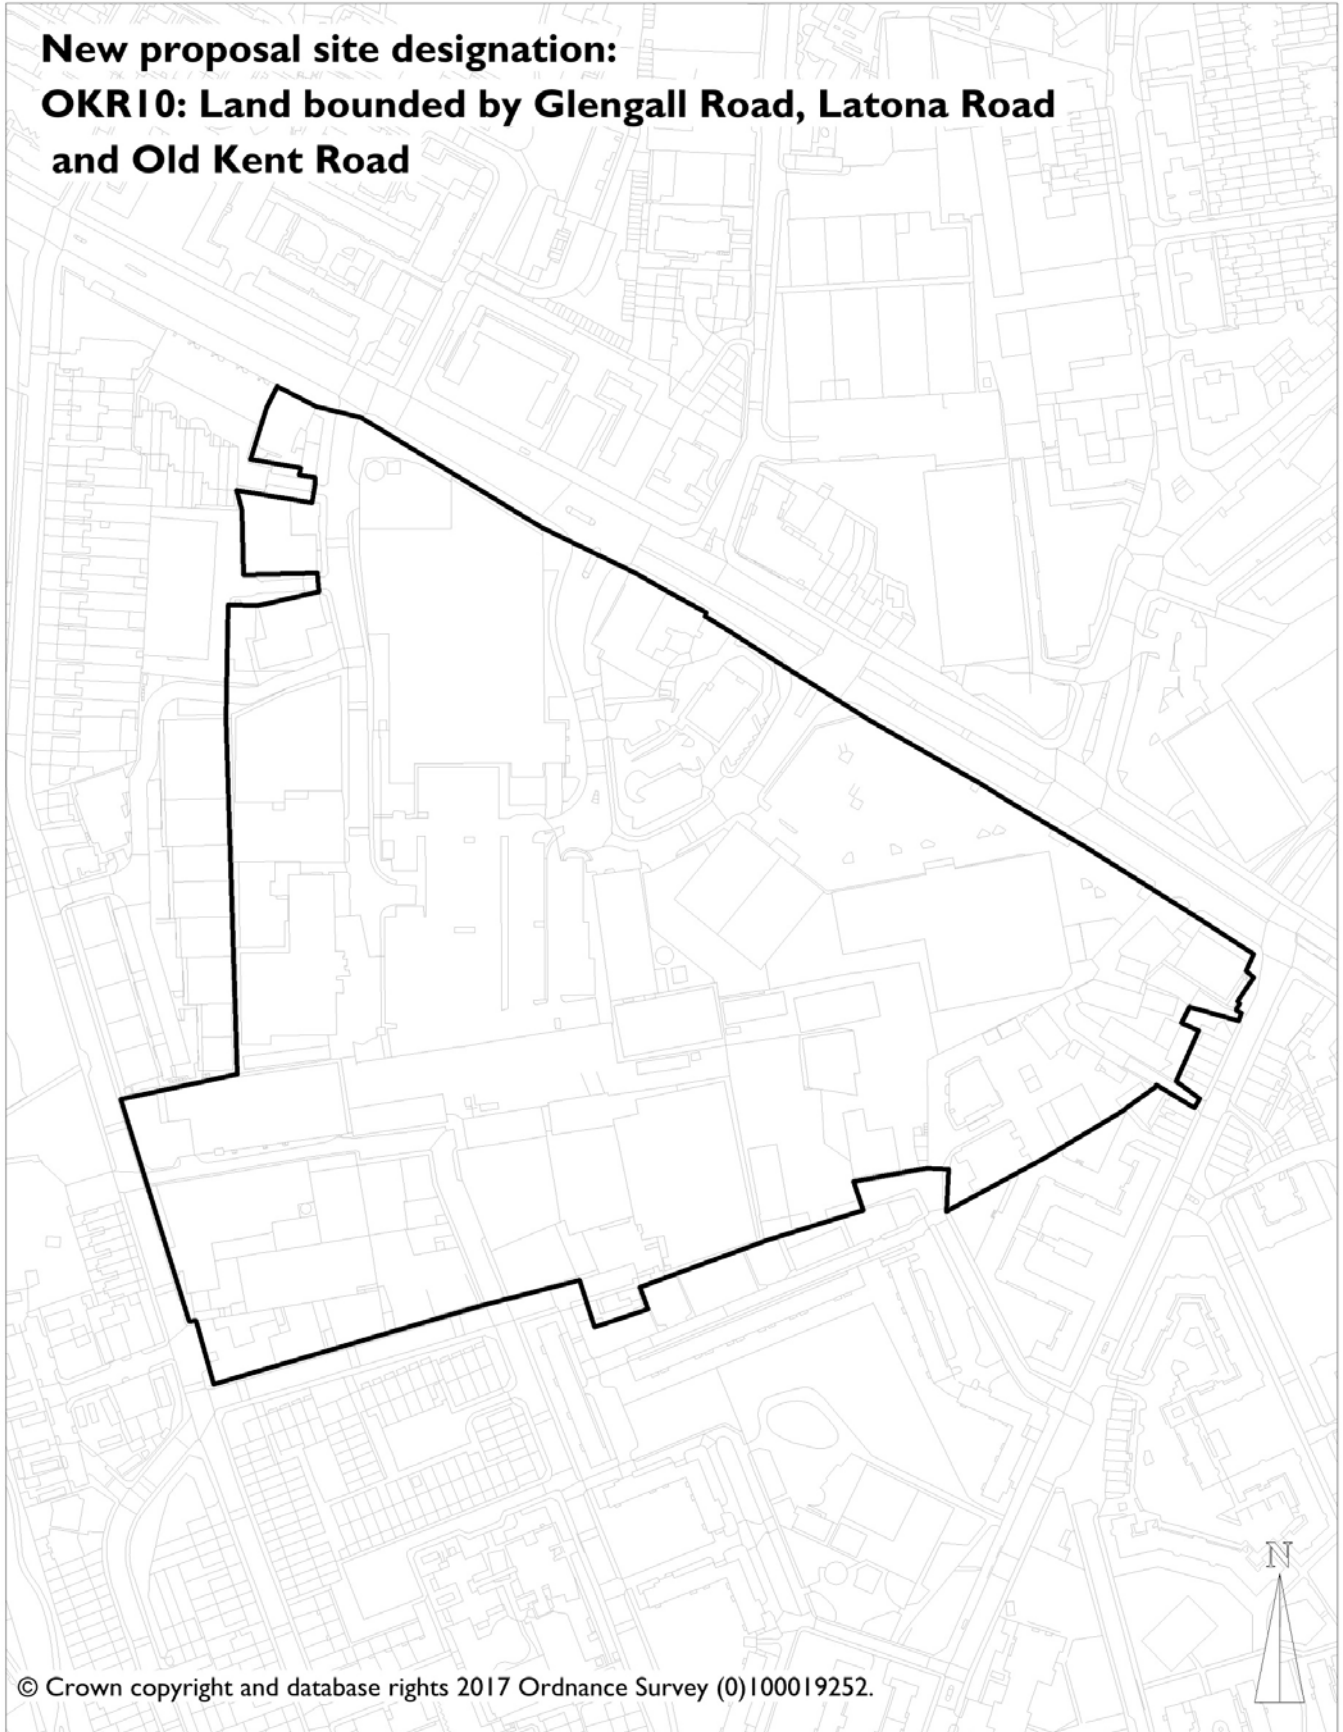 New proposal site designation:
OKR10: Land bounded by Glengall Road, Latona Road
and Old Kent Road
N
© Crown copyright and database rights 2017 Ordnance Survey (0)100019252.